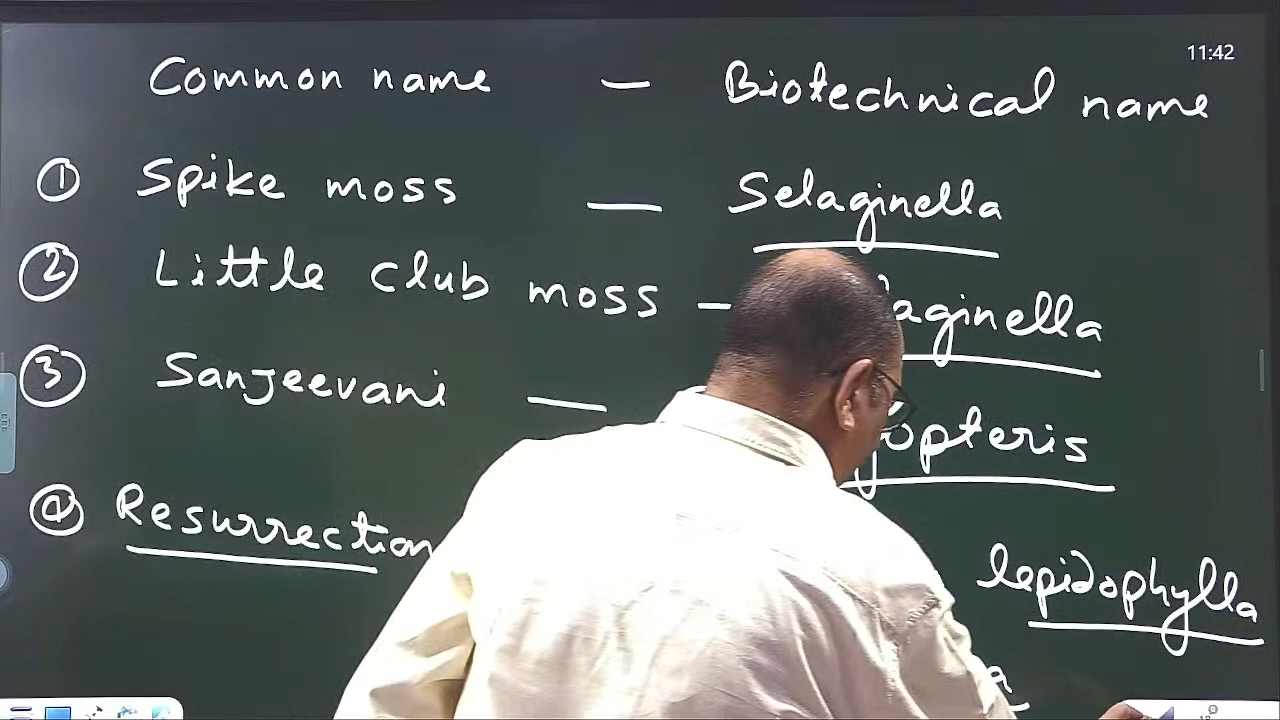 11:42
Common name — Biotechnical name
① Spike moss — Selaginella
② Little club moss — aginella
③ Sanjeevani — opteris
④ Resurrection lepidophylla
a